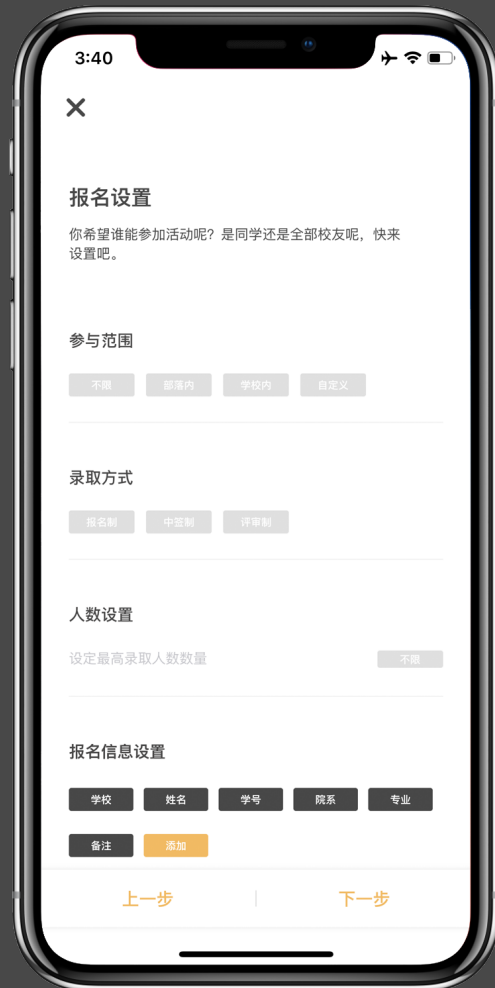 3:40
报名设置
你希望谁能参加活动呢？是同学还是全部校友呢，快来
设置吧。
参与范围
不限 部落内 学校内 自定义
录取方式
报名制 中签制 评审制
人数设置
设定最高录取人数数量 不限
报名信息设置
学校 姓名 学号 院系 专业
备注 添加
上一步 下一步